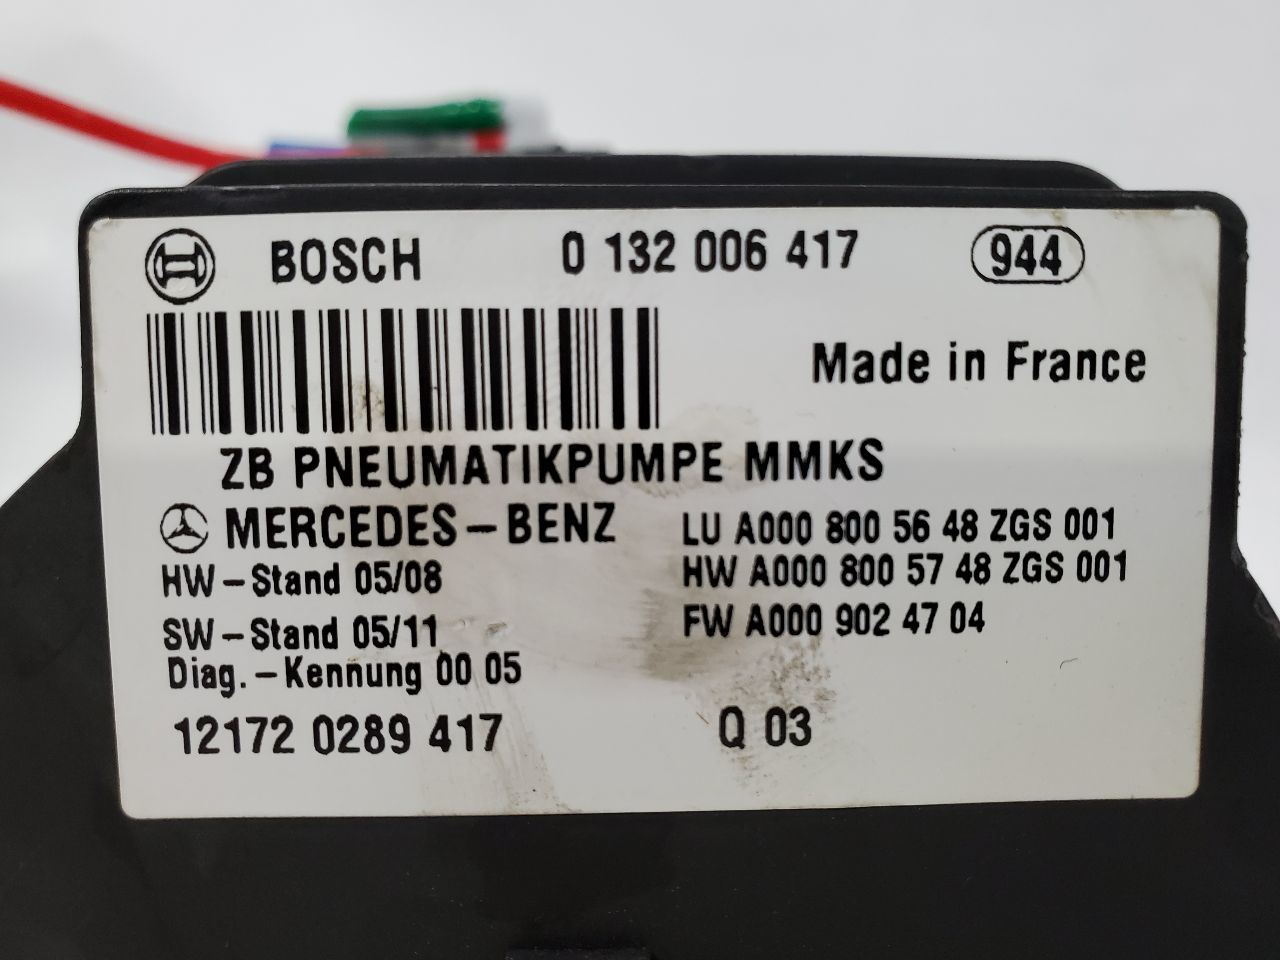 BOSCH 0 132 006 417 944
Made in France
ZB PNEUMATIKPUMPE MMKS
MERCEDES-BENZ LU A000 800 56 48 ZGS 001
HW-Stand 05/08 HW A000 800 57 48 ZGS 001
SW-Stand 05/11 FW A000 902 47 04
Diag.-Kennung 00 05
12172 0289 417 Q 03